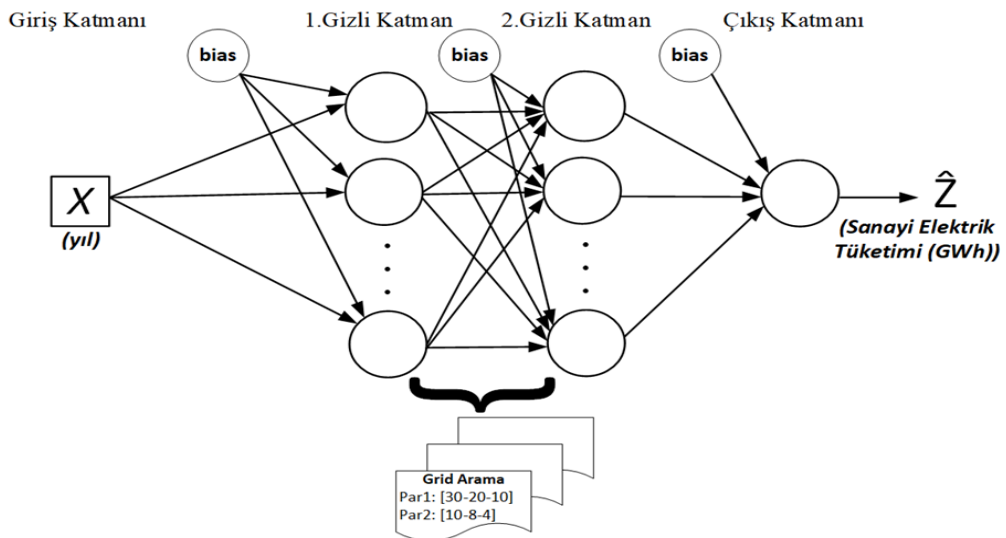 Giriş Katmanı
1.Gizli Katman
2.Gizli Katman
Çıkış Katmanı
bias
bias
bias
X
(yıl)
Ẑ
(Sanayi Elektrik
Tüketimi (GWh))
Grid Arama
Par1: [30-20-10]
Par2: [10-8-4]